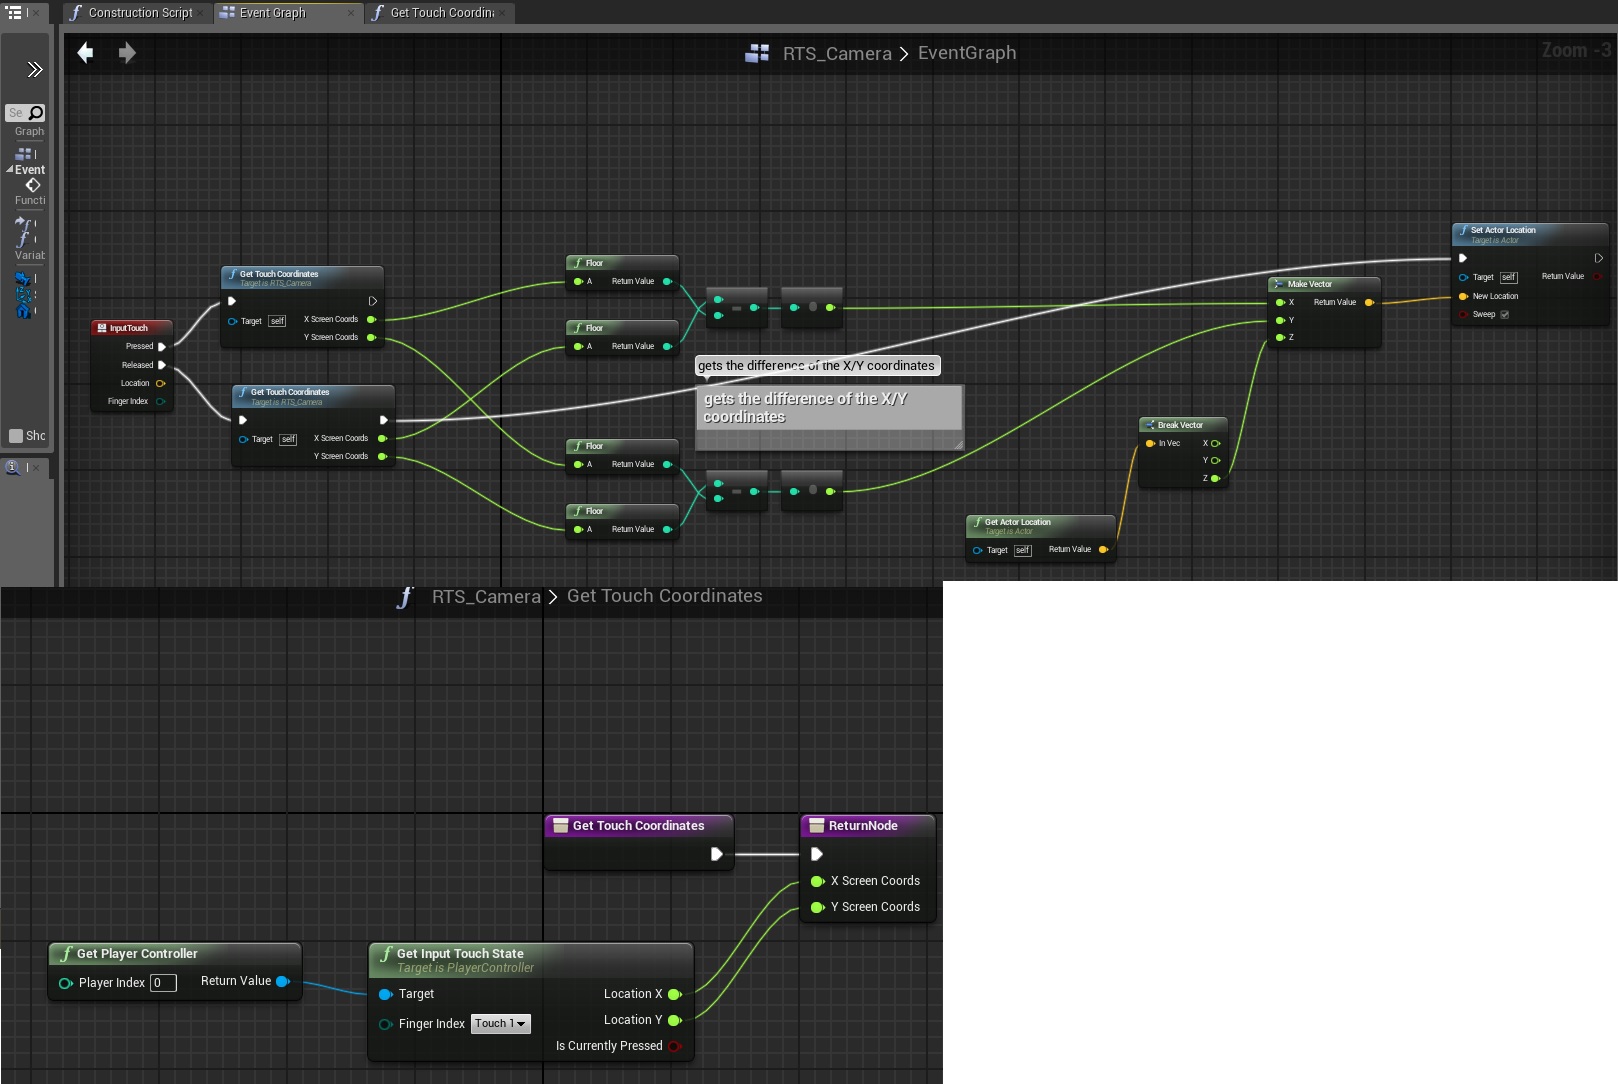 Construction Script
Event Graph
Get Touch Coordin
RTS_Camera > EventGraph
Zoom -3
Se
Graph
Event
Functi
Variab
Sho
InputTouch
Pressed
Released
Location
Finger Index
Get Touch Coordinates
Target is RTS_Camera
Target self X Screen Coords
Y Screen Coords
Get Touch Coordinates
Target is RTS_Camera
Target self X Screen Coords
Y Screen Coords
Floor
A Return Value
Floor
A Return Value
gets the difference of the X/Y coordinates
gets the difference of the X/Y
coordinates
Floor
A Return Value
Floor
A Return Value
Get Actor Location
Target is Actor
Target self Return Value
Break Vector
In Vec X
Y
Z
Make Vector
X Return Value
Y
Z
Set Actor Location
Target is Actor
Target self Return Value
New Location
Sweep
RTS_Camera > Get Touch Coordinates
Get Touch Coordinates
ReturnNode
X Screen Coords
Y Screen Coords
Get Player Controller
Player Index 0 Return Value
Get Input Touch State
Target is PlayerController
Target Location X
Finger Index Touch 1 Location Y
Is Currently Pressed